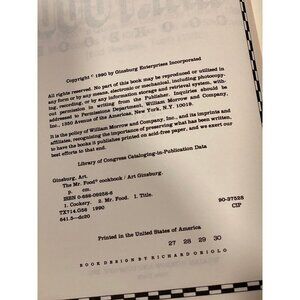 Copyright © 1990 by Ginsburg Enterprises Incorporated
All rights reserved. No part of this book may be reproduced or utilized in
any form or by any means, electronic or mechanical, including photocopy-
ing, recording, or by any information storage and retrieval system, with-
out permission in writing from the Publisher. Inquiries should be
addressed to Permissions Department, William Morrow and Company,
Inc., 1350 Avenue of the Americas, New York, N.Y. 10019.
It is the policy of William Morrow and Company, Inc., and its imprints and
affiliates, recognizing the importance of preserving what has been written,
to have the books it publishes printed on acid-free paper, and we exert our
best efforts to that end.
Library of Congress Cataloging-in-Publication Data
Ginsburg, Art.
The Mr. Food® cookbook / Art Ginsburg.
p. cm.
ISBN 0-688-09258-8
1. Cookery. 2. Mr. Food. I. Title.
TX714.G58 1990
641.5—dc20
90-37525
CIP
Printed in the United States of America
27 28 29 30
BOOK DESIGN BY RICHARD ORIOLO